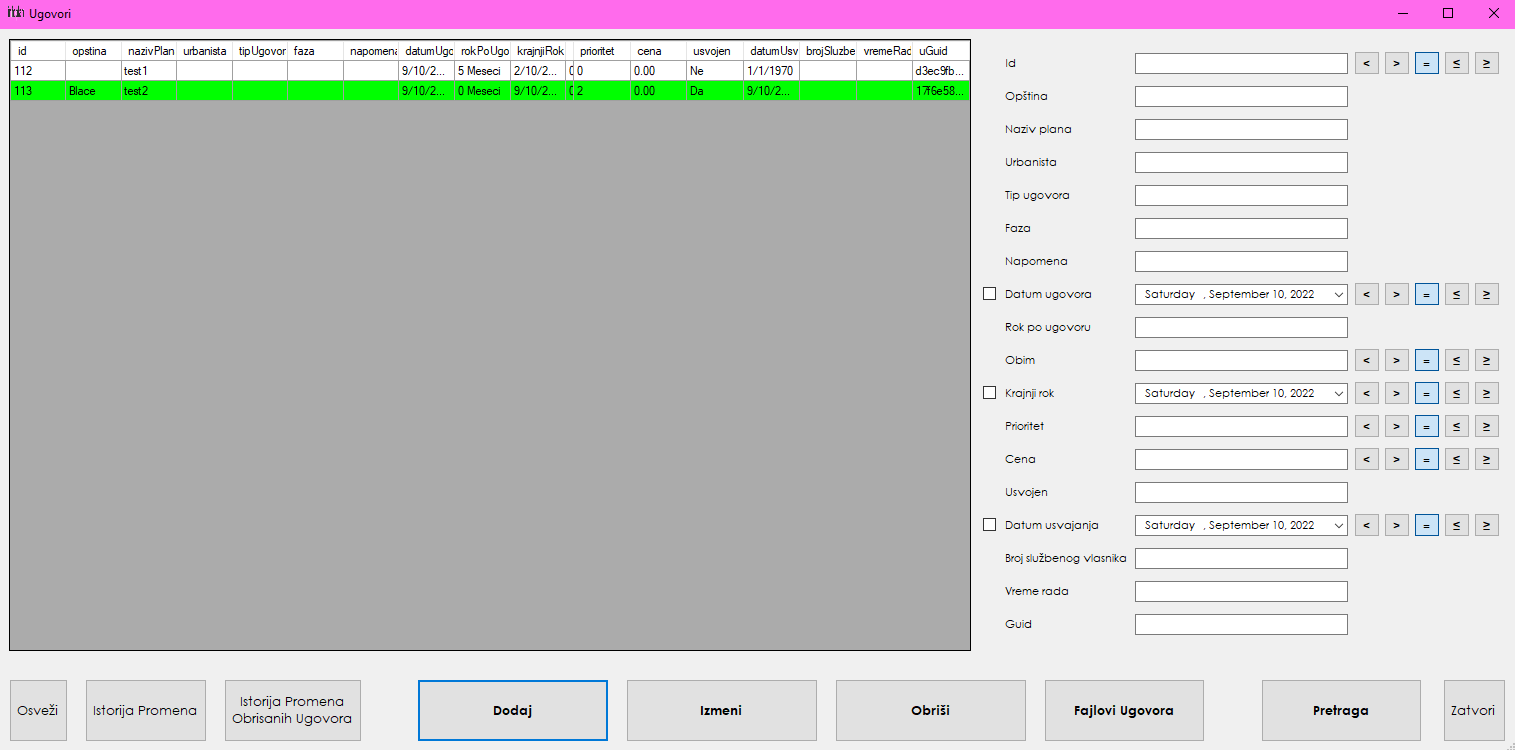 Ugovori
id opstina nazivPlan urbanista tipUgovor faza napomena datumUgo rokPoUgo krajnjiRok prioritet cena usvojen datumUsv brojSluzbe vremeRad uGuid
112 test1 9/10/2... 5 Meseci 2/10/2... 0 0.00 Ne 1/1/1970 d3ec9fb...
113 Blace test2 9/10/2... 0 Meseci 9/10/2... 2 0.00 Da 9/10/2... 17f6e58...
Id < > = ≤ ≥
Opština
Naziv plana
Urbanista
Tip ugovora
Faza
Napomena
Datum ugovora Saturday , September 10, 2022 < > = ≤ ≥
Rok po ugovoru
Obim < > = ≤ ≥
Krajnji rok Saturday , September 10, 2022 < > = ≤ ≥
Prioritet < > = ≤ ≥
Cena < > = ≤ ≥
Usvojen
Datum usvajanja Saturday , September 10, 2022 < > = ≤ ≥
Broj službenog vlasnika
Vreme rada
Guid
Osveži
Istorija Promena
Istorija Promena
Obrisanih Ugovora
Dodaj
Izmeni
Obriši
Fajlovi Ugovora
Pretraga
Zatvori